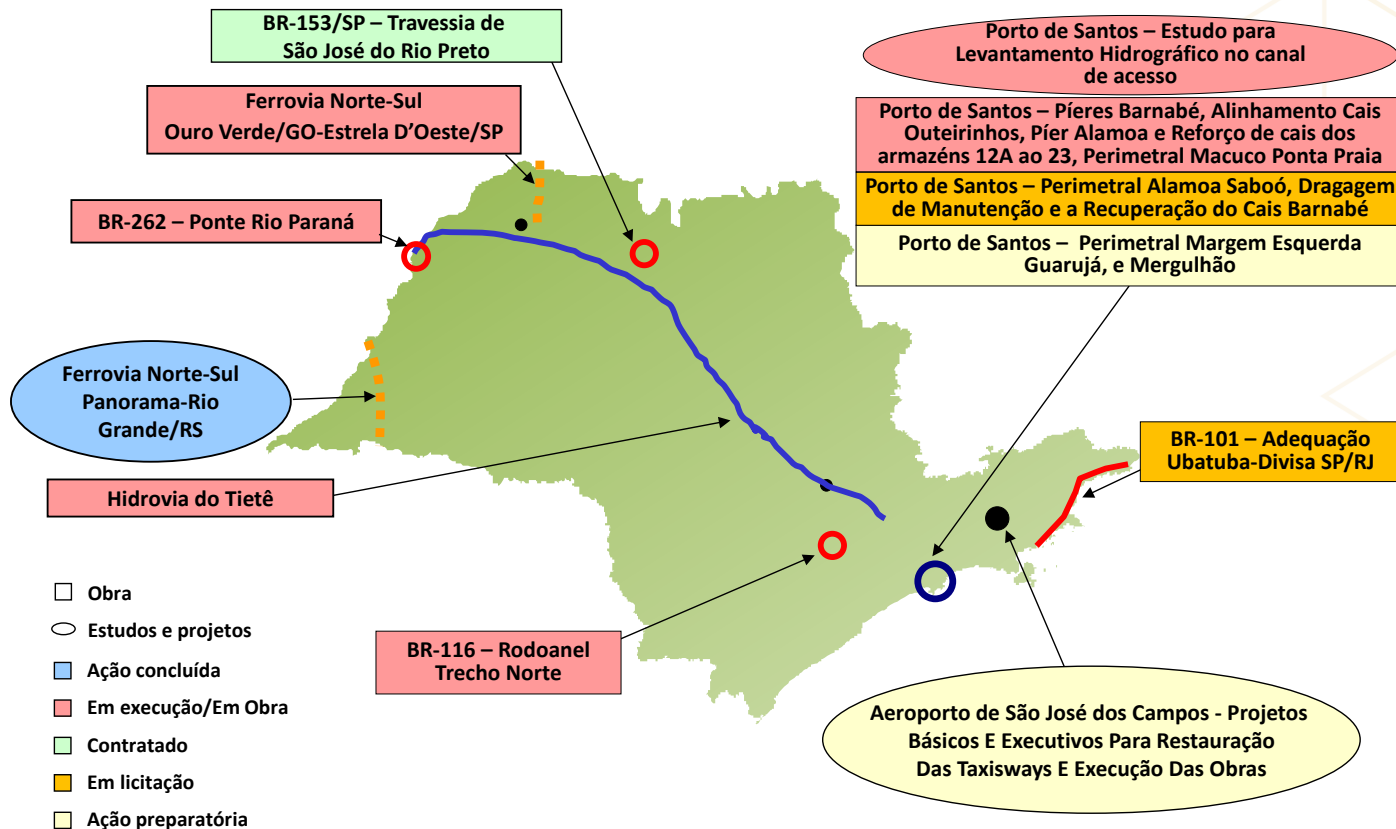 BR-153/SP – Travessia de
São José do Rio Preto
Porto de Santos – Estudo para
Levantamento Hidrográfico no canal
de acesso
Ferrovia Norte-Sul
Ouro Verde/GO-Estrela D’Oeste/SP
Porto de Santos – Píeres Barnabé, Alinhamento Cais
Outeirinhos, Píer Alamoa e Reforço de cais dos
armazéns 12A ao 23, Perimetral Macuco Ponta Praia
Porto de Santos – Perimetral Alamoa Saboó, Dragagem
de Manutenção e a Recuperação do Cais Barnabé
Porto de Santos – Perimetral Margem Esquerda
Guarujá, e Mergulhão
BR-262 – Ponte Rio Paraná
Ferrovia Norte-Sul
Panorama-Rio
Grande/RS
BR-101 – Adequação
Ubatuba-Divisa SP/RJ
Hidrovia do Tietê
BR-116 – Rodoanel
Trecho Norte
Aeroporto de São José dos Campos - Projetos
Básicos E Executivos Para Restauração
Das Taxisways E Execução Das Obras
Obra
Estudos e projetos
Ação concluída
Em execução/Em Obra
Contratado
Em licitação
Ação preparatória